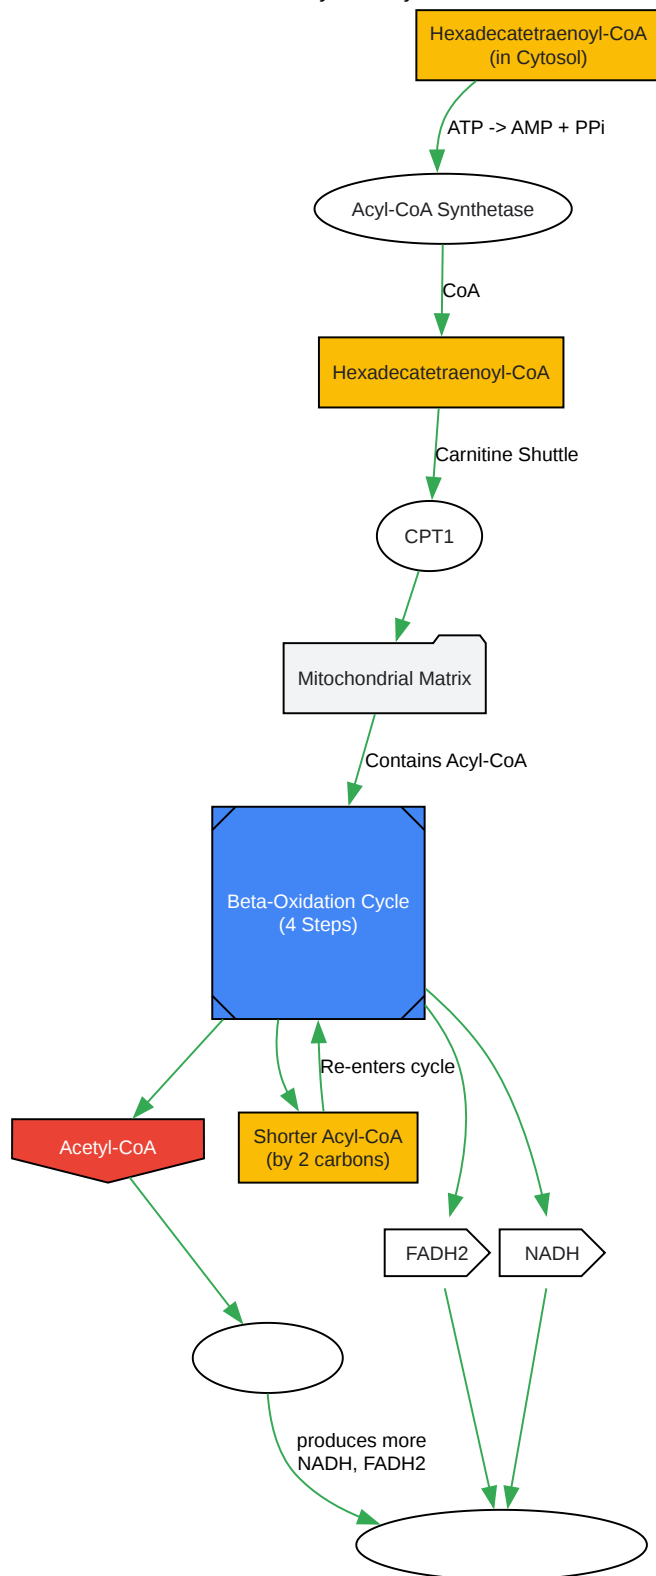 Hexadecatetraenoyl-CoA
(in Cytosol)
ATP -> AMP + PPi
Acyl-CoA Synthetase
CoA
Hexadecatetraenoyl-CoA
Carnitine Shuttle
CPT1
Mitochondrial Matrix
Contains Acyl-CoA
Beta-Oxidation Cycle
(4 Steps)
Re-enters cycle
Acetyl-CoA
Shorter Acyl-CoA
(by 2 carbons)
FADH2
NADH
produces more
NADH, FADH2